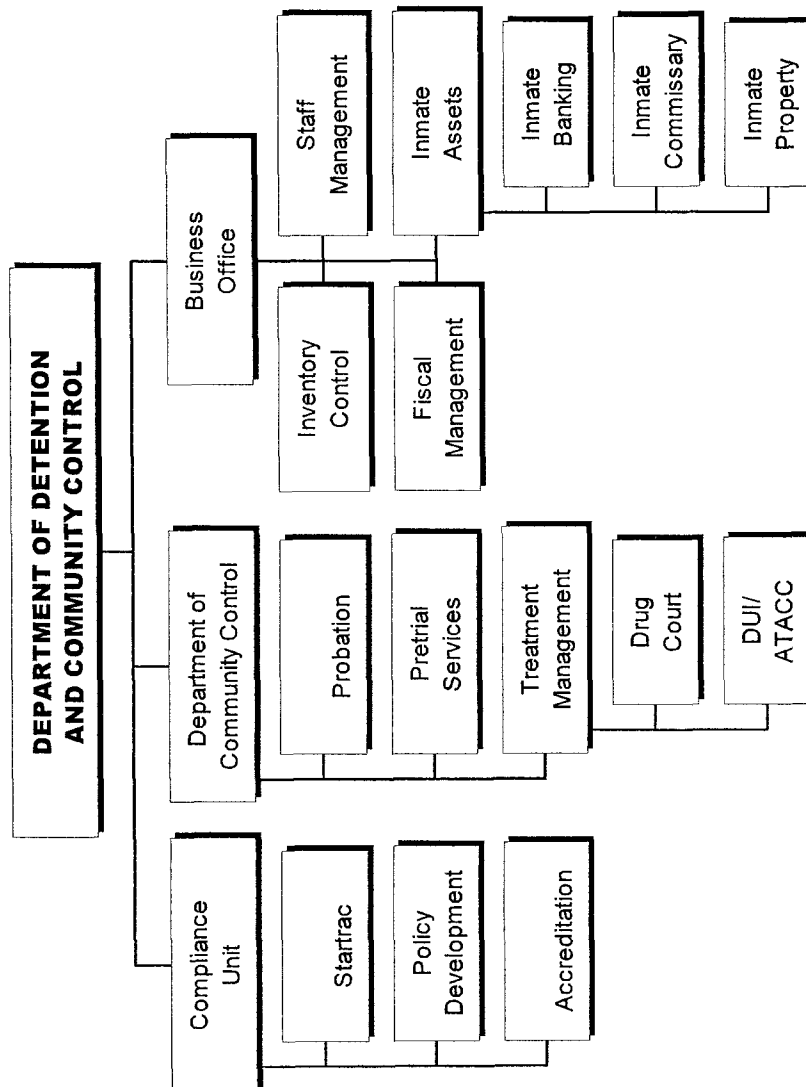 DEPARTMENT OF DETENTION
AND COMMUNITY CONTROL
Compliance
Unit
Startrac
Policy
Development
Accreditation
Department of
Community Control
Probation
Pretrial
Services
Treatment
Management
Drug
Court
DUI/
ATACC
Business
Office
Inventory
Control
Staff
Management
Fiscal
Management
Inmate
Assets
Inmate
Banking
Inmate
Commissary
Inmate
Property